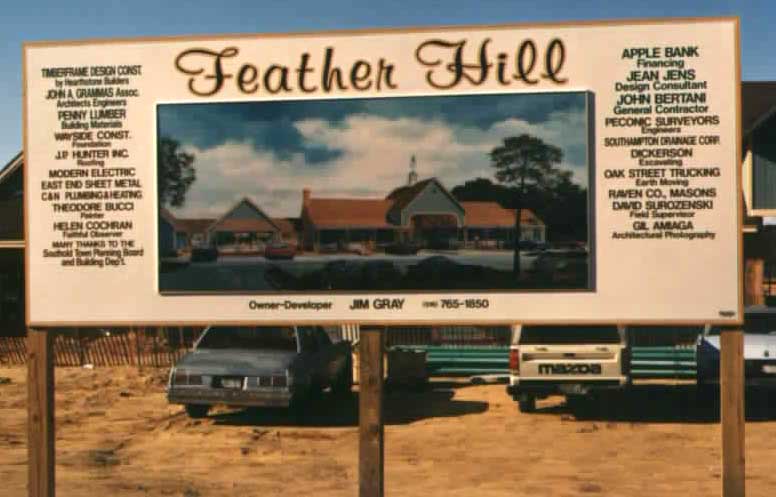 Feather Hill
TIMBERFRAME DESIGN CONST.
by Hearthstone Builders
JOHN A. GRAMMAS Assoc.
Architects Engineers
PENNY LUMBER
Building Materials
WAYSIDE CONST.
Foundation
J.P. HUNTER INC.
Roofing
MODERN ELECTRIC
EAST END SHEET METAL
C & N PLUMBING & HEATING
THEODORE BUCCI
Painter
HELEN COCHRAN
Faithful Observer
MANY THANKS TO THE
Southold Town Planning Board
and Building Dep't.
APPLE BANK
Financing
JEAN JENS
Design Consultant
JOHN BERTANI
General Contractor
PECONIC SURVEYORS
Engineers
SOUTHAMPTON DRAINAGE CORP.
DICKERSON
Excavating
OAK STREET TRUCKING
Earth Moving
RAVEN CO., MASONS
DAVID SUROZENSKI
Field Supervisor
GIL AMIAGA
Architectural Photography
Owner-Developer JIM GRAY (516) 765-1850
mazda